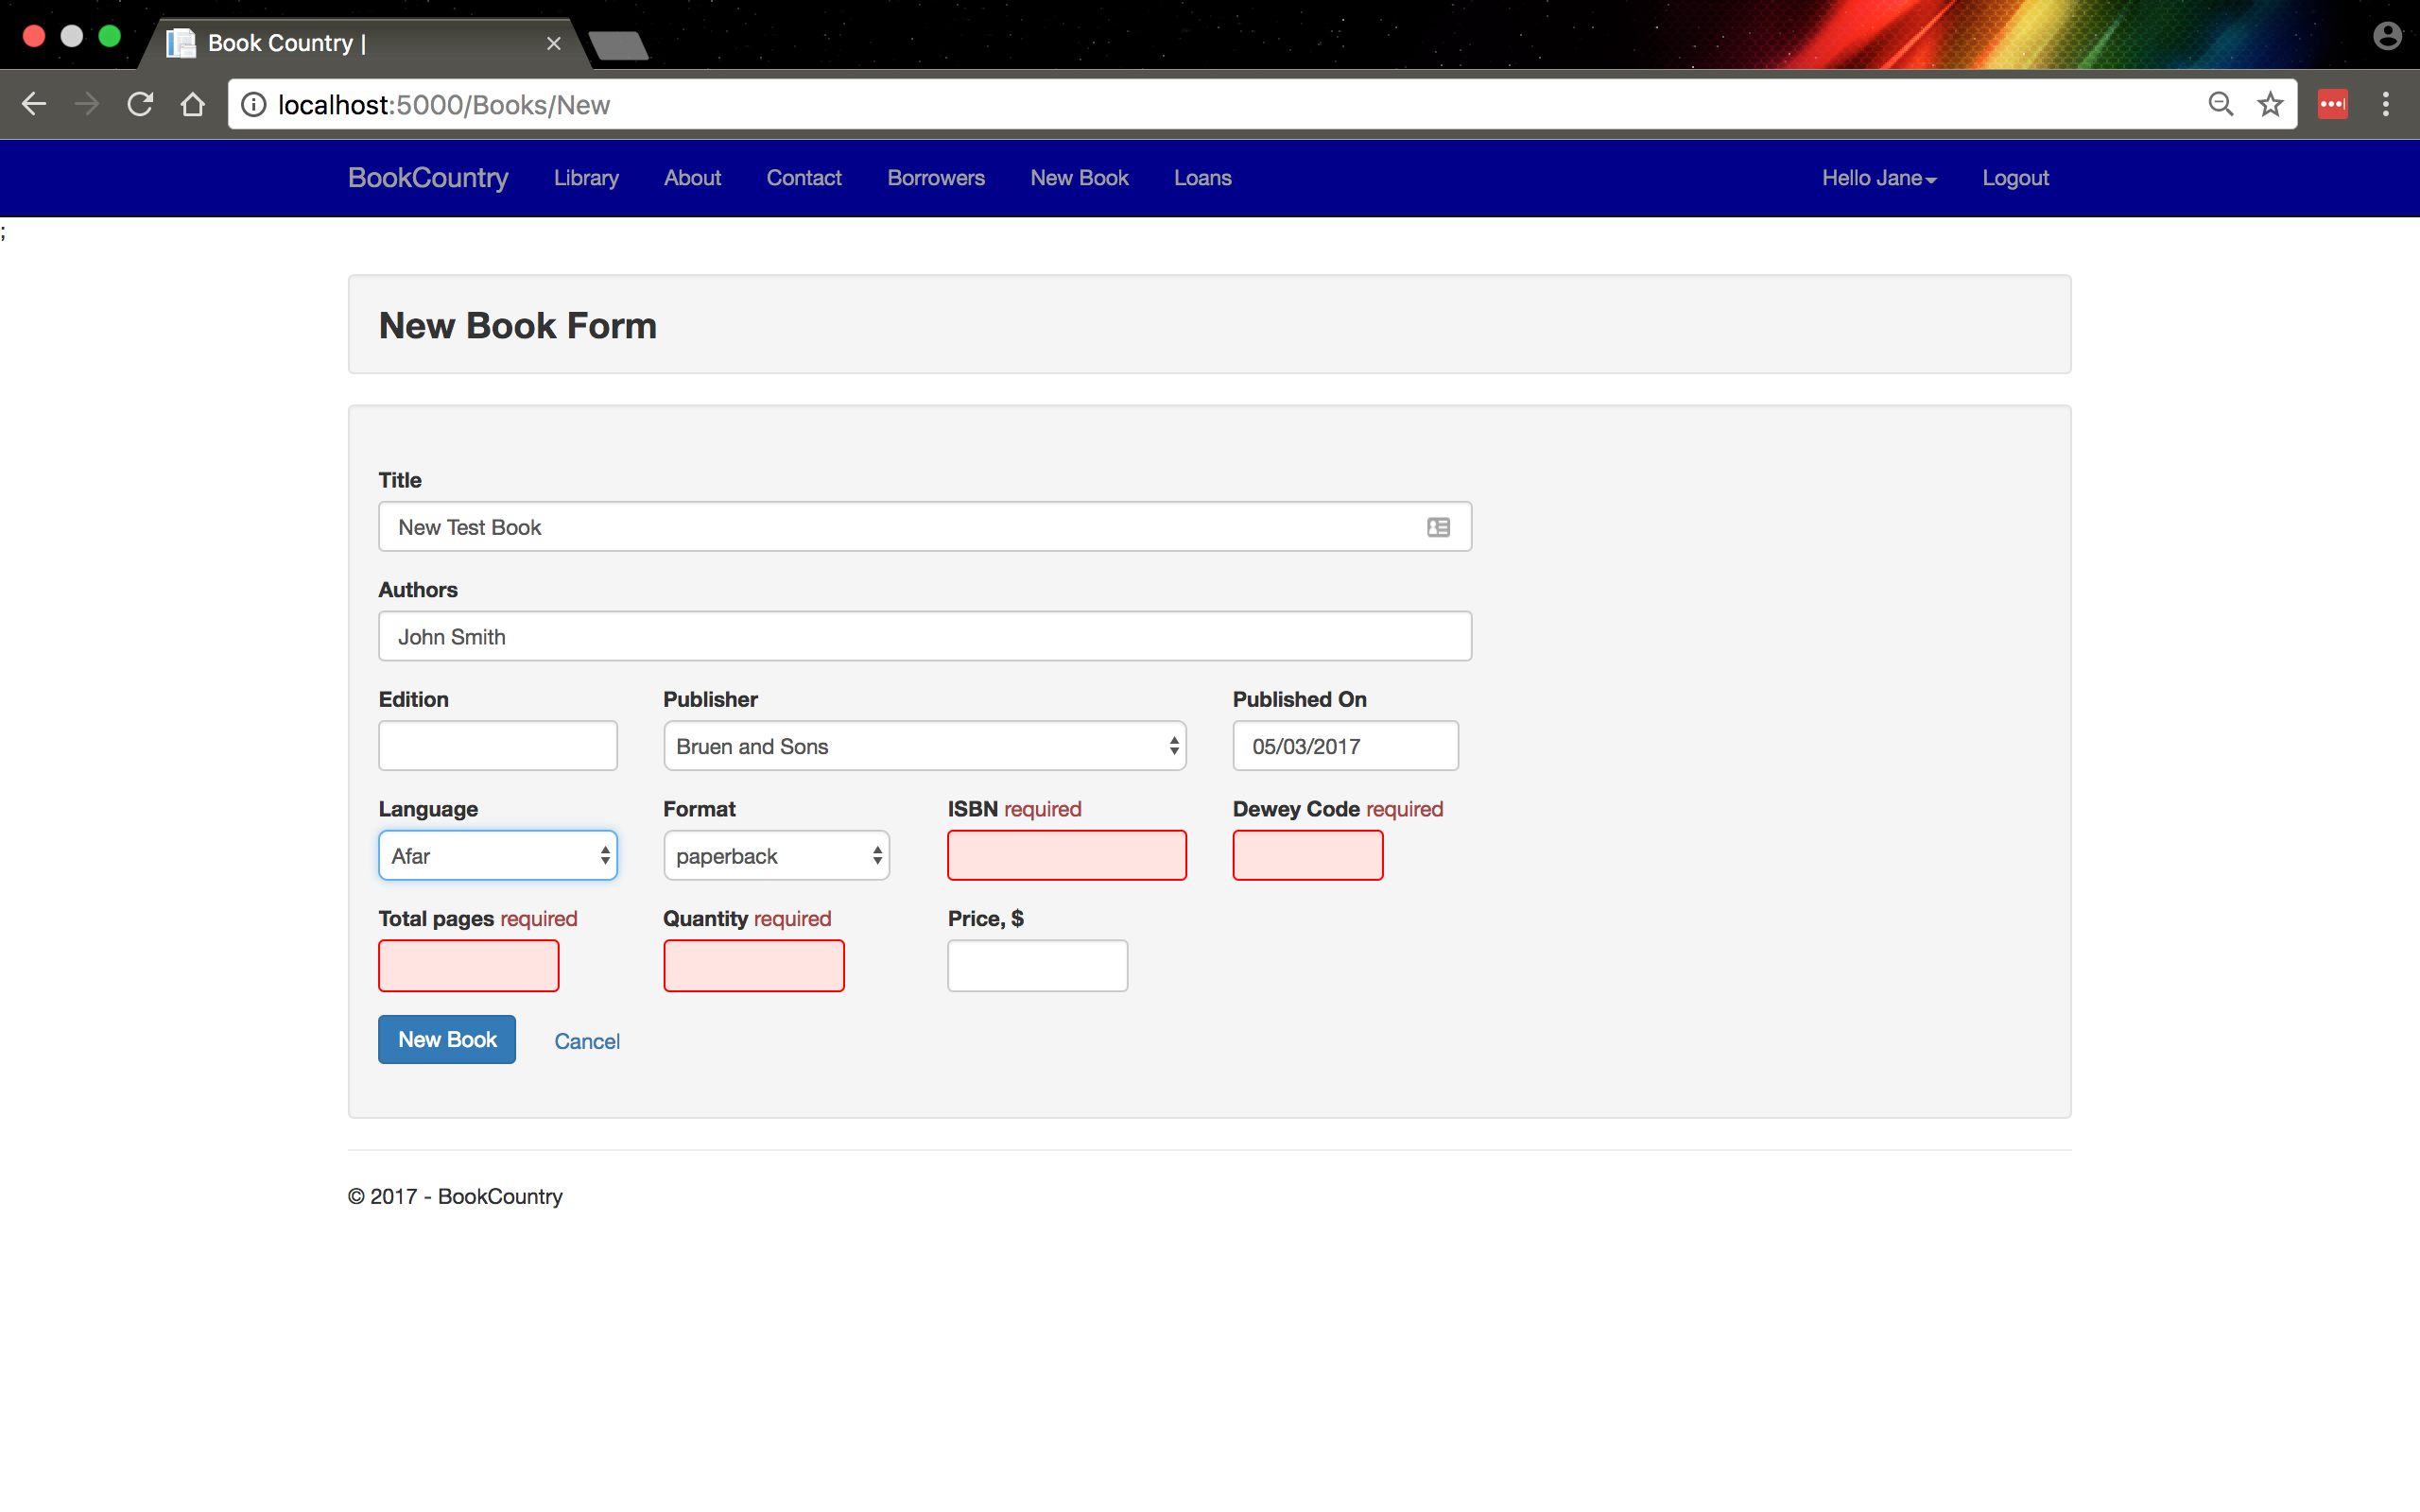 Book Country |
localhost:5000/Books/New
BookCountry Library About Contact Borrowers New Book Loans Hello Jane Logout
;
New Book Form
Title
New Test Book
Authors
John Smith
Edition Publisher Published On
Bruen and Sons 05/03/2017
Language Format ISBN required Dewey Code required
Afar paperback
Total pages required Quantity required Price, $
New Book Cancel
© 2017 - BookCountry